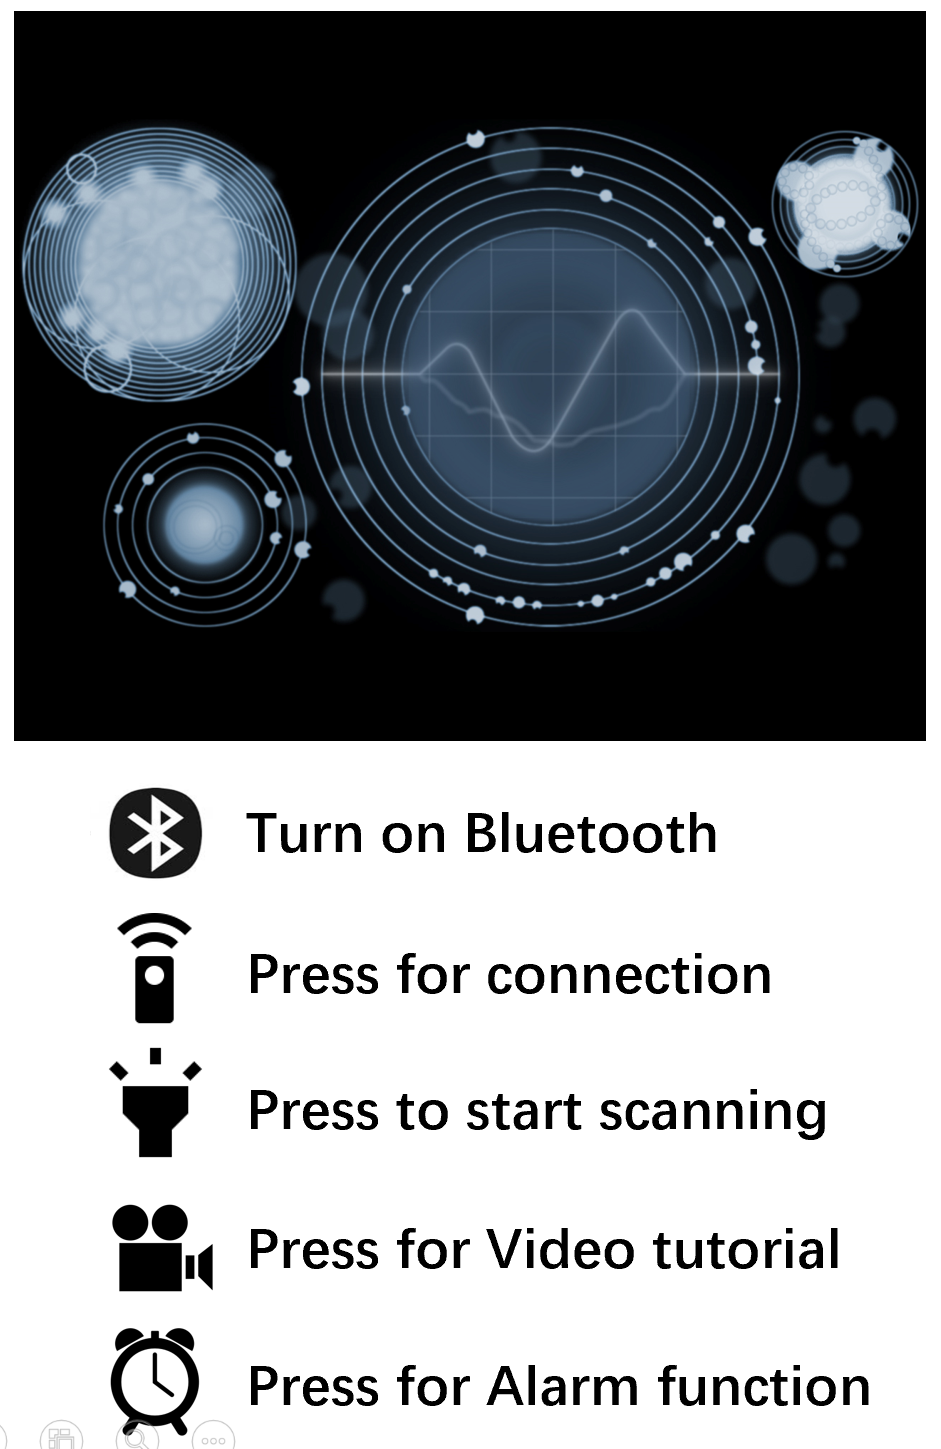 Turn on Bluetooth
Press for connection
Press to start scanning
Press for Video tutorial
Press for Alarm function